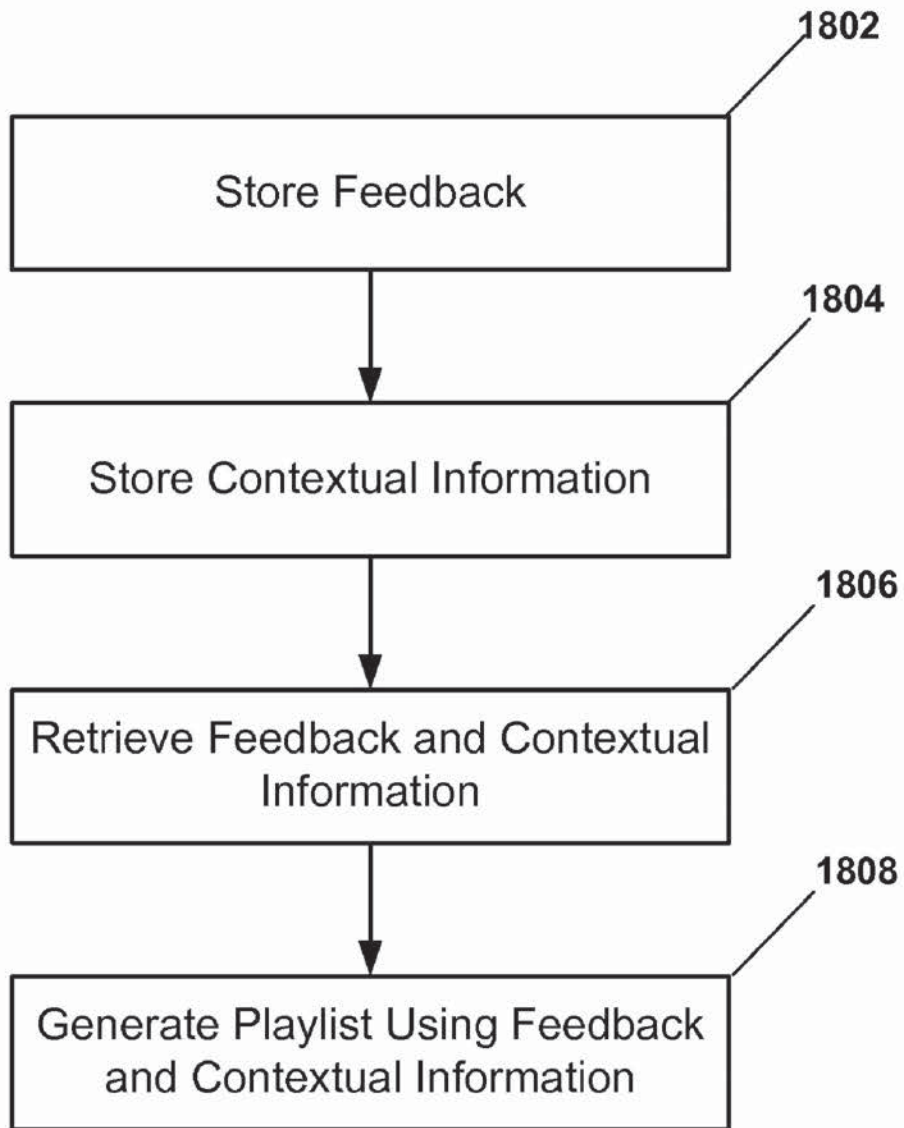 1802
Store Feedback
1804
Store Contextual Information
1806
Retrieve Feedback and Contextual
Information
1808
Generate Playlist Using Feedback
and Contextual Information